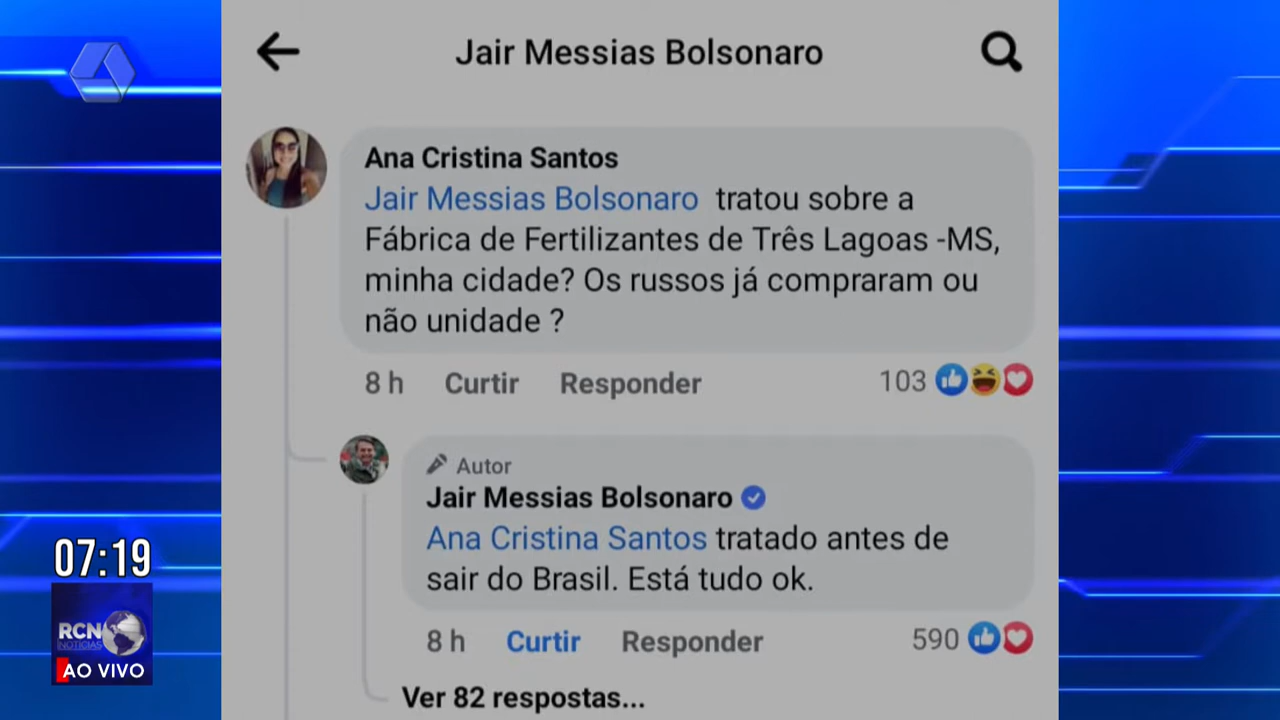 Jair Messias Bolsonaro
Ana Cristina Santos
Jair Messias Bolsonaro tratou sobre a
Fábrica de Fertilizantes de Três Lagoas -MS,
minha cidade? Os russos já compraram ou
não unidade ?
8 h Curtir Responder 103
Autor
Jair Messias Bolsonaro
Ana Cristina Santos tratado antes de
sair do Brasil. Está tudo ok.
8 h Curtir Responder 590
Ver 82 respostas...
07:19
RCN
NOTÍCIAS
AO VIVO